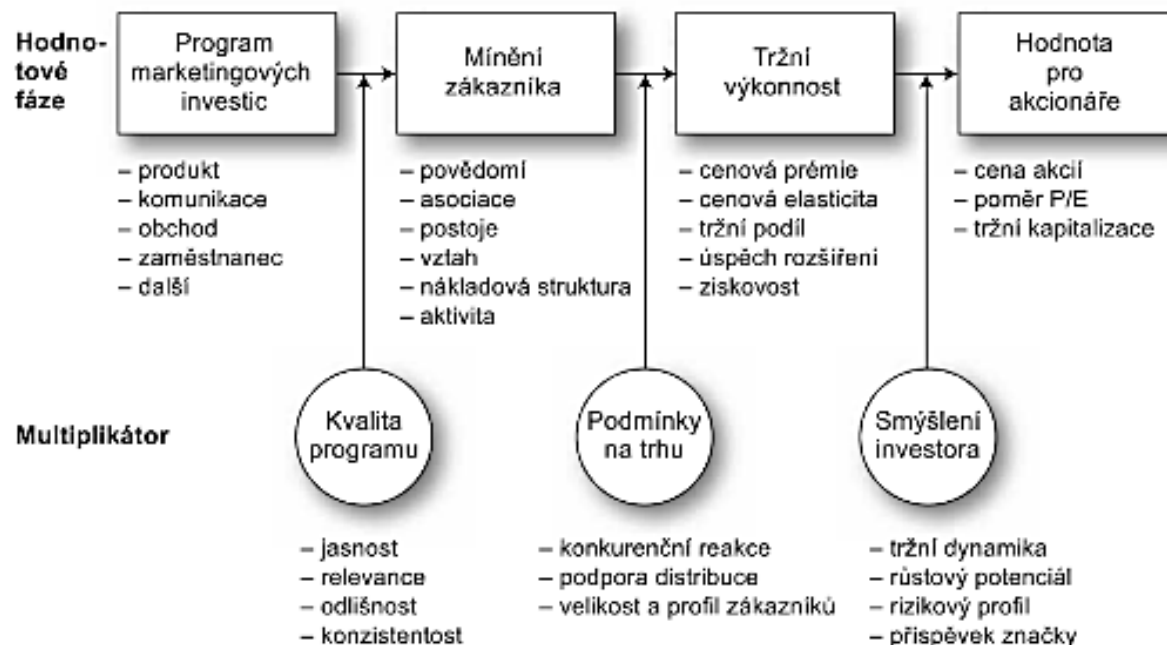 Hodno-
tové
fáze
Program
marketingových
investic
Mínění
zákazníka
Tržní
výkonnost
Hodnota
pro
akcionáře
– produkt
– komunikace
– obchod
– zaměstnanec
– další
– povědomí
– asociace
– postoje
– vztah
– nákladová struktura
– aktivita
– cenová prémie
– cenová elasticita
– tržní podíl
– úspěch rozšíření
– ziskovost
– cena akcií
– poměr P/E
– tržní kapitalizace
Multiplikátor
Kvalita
programu
Podmínky
na trhu
Smýšlení
investora
– jasnost
– relevance
– odlišnost
– konzistentost
– konkurenční reakce
– podpora distribuce
– velikost a profil zákazníků
– tržní dynamika
– růstový potenciál
– rizikový profil
– příspěvek značky